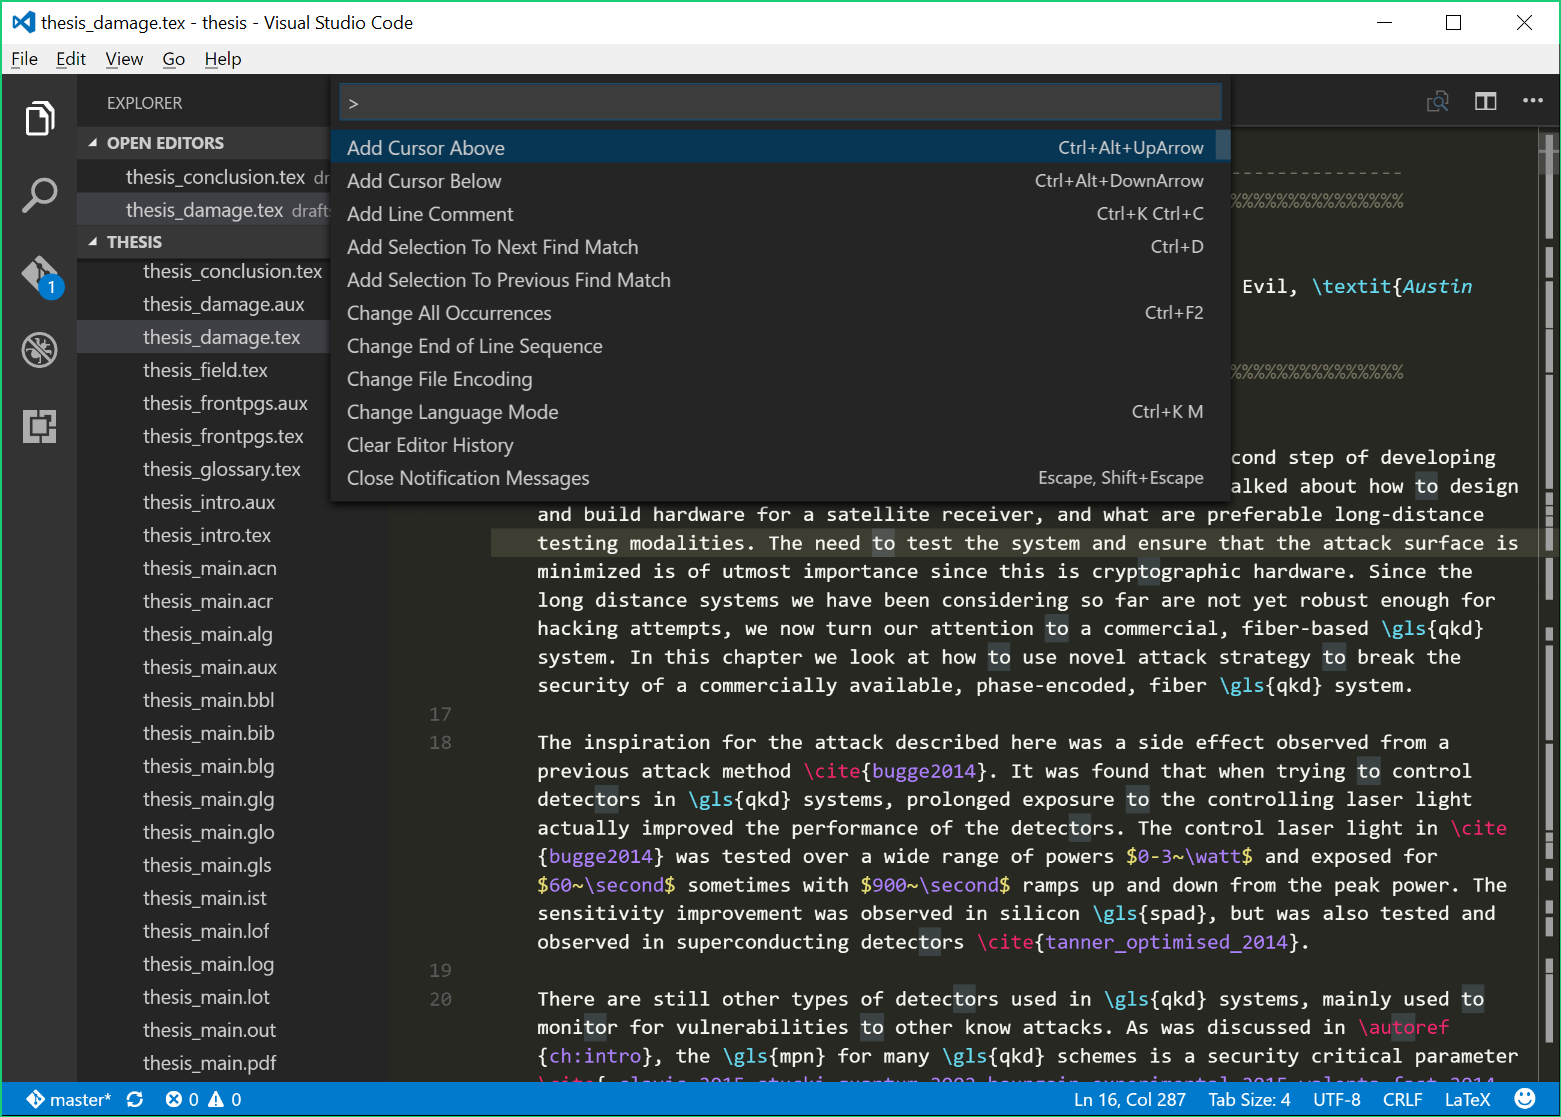 thesis_damage.tex - thesis - Visual Studio Code
File Edit View Go Help
EXPLORER
OPEN EDITORS
thesis_conclusion.tex dr
thesis_damage.tex draft
THESIS
thesis_conclusion.tex
thesis_damage.aux
thesis_damage.tex
thesis_field.tex
thesis_frontpgs.aux
thesis_frontpgs.tex
thesis_glossary.tex
thesis_intro.aux
thesis_intro.tex
thesis_main.acn
thesis_main.acr
thesis_main.alg
thesis_main.aux
thesis_main.bbl
thesis_main.bib
thesis_main.blg
thesis_main.glg
thesis_main.glo
thesis_main.gls
thesis_main.ist
thesis_main.lof
thesis_main.log
thesis_main.lot
thesis_main.out
thesis_main.pdf
1
>
Add Cursor Above Ctrl+Alt+UpArrow
Add Cursor Below Ctrl+Alt+DownArrow
Add Line Comment Ctrl+K Ctrl+C
Add Selection To Next Find Match Ctrl+D
Add Selection To Previous Find Match
Change All Occurrences Ctrl+F2
Change End of Line Sequence
Change File Encoding
Change Language Mode Ctrl+K M
Clear Editor History
Close Notification Messages Escape, Shift+Escape
---------------
%%%%%%%%%%%%%%%
Evil, \textit{Austin
%%%%%%%%%%%%%%%
cond step of developing
alked about how to design
and build hardware for a satellite receiver, and what are preferable long-distance
testing modalities. The need to test the system and ensure that the attack surface is
minimized is of utmost importance since this is cryptographic hardware. Since the
long distance systems we have been considering so far are not yet robust enough for
hacking attempts, we now turn our attention to a commercial, fiber-based \gls{qkd}
system. In this chapter we look at how to use novel attack strategy to break the
security of a commercially available, phase-encoded, fiber \gls{qkd} system.
17
18 The inspiration for the attack described here was a side effect observed from a
previous attack method \cite{bugge2014}. It was found that when trying to control
detectors in \gls{qkd} systems, prolonged exposure to the controlling laser light
actually improved the performance of the detectors. The control laser light in \cite
{bugge2014} was tested over a wide range of powers $0-3~\watt$ and exposed for
$60~\second$ sometimes with $900~\second$ ramps up and down from the peak power. The
sensitivity improvement was observed in silicon \gls{spad}, but was also tested and
observed in superconducting detectors \cite{tanner_optimised_2014}.
19
20 There are still other types of detectors used in \gls{qkd} systems, mainly used to
monitor for vulnerabilities to other know attacks. As was discussed in \autoref
{ch:intro}, the \gls{mpn} for many \gls{qkd} schemes is a security critical parameter
master* 0 0 Ln 16, Col 287 Tab Size: 4 UTF-8 CRLF LaTeX